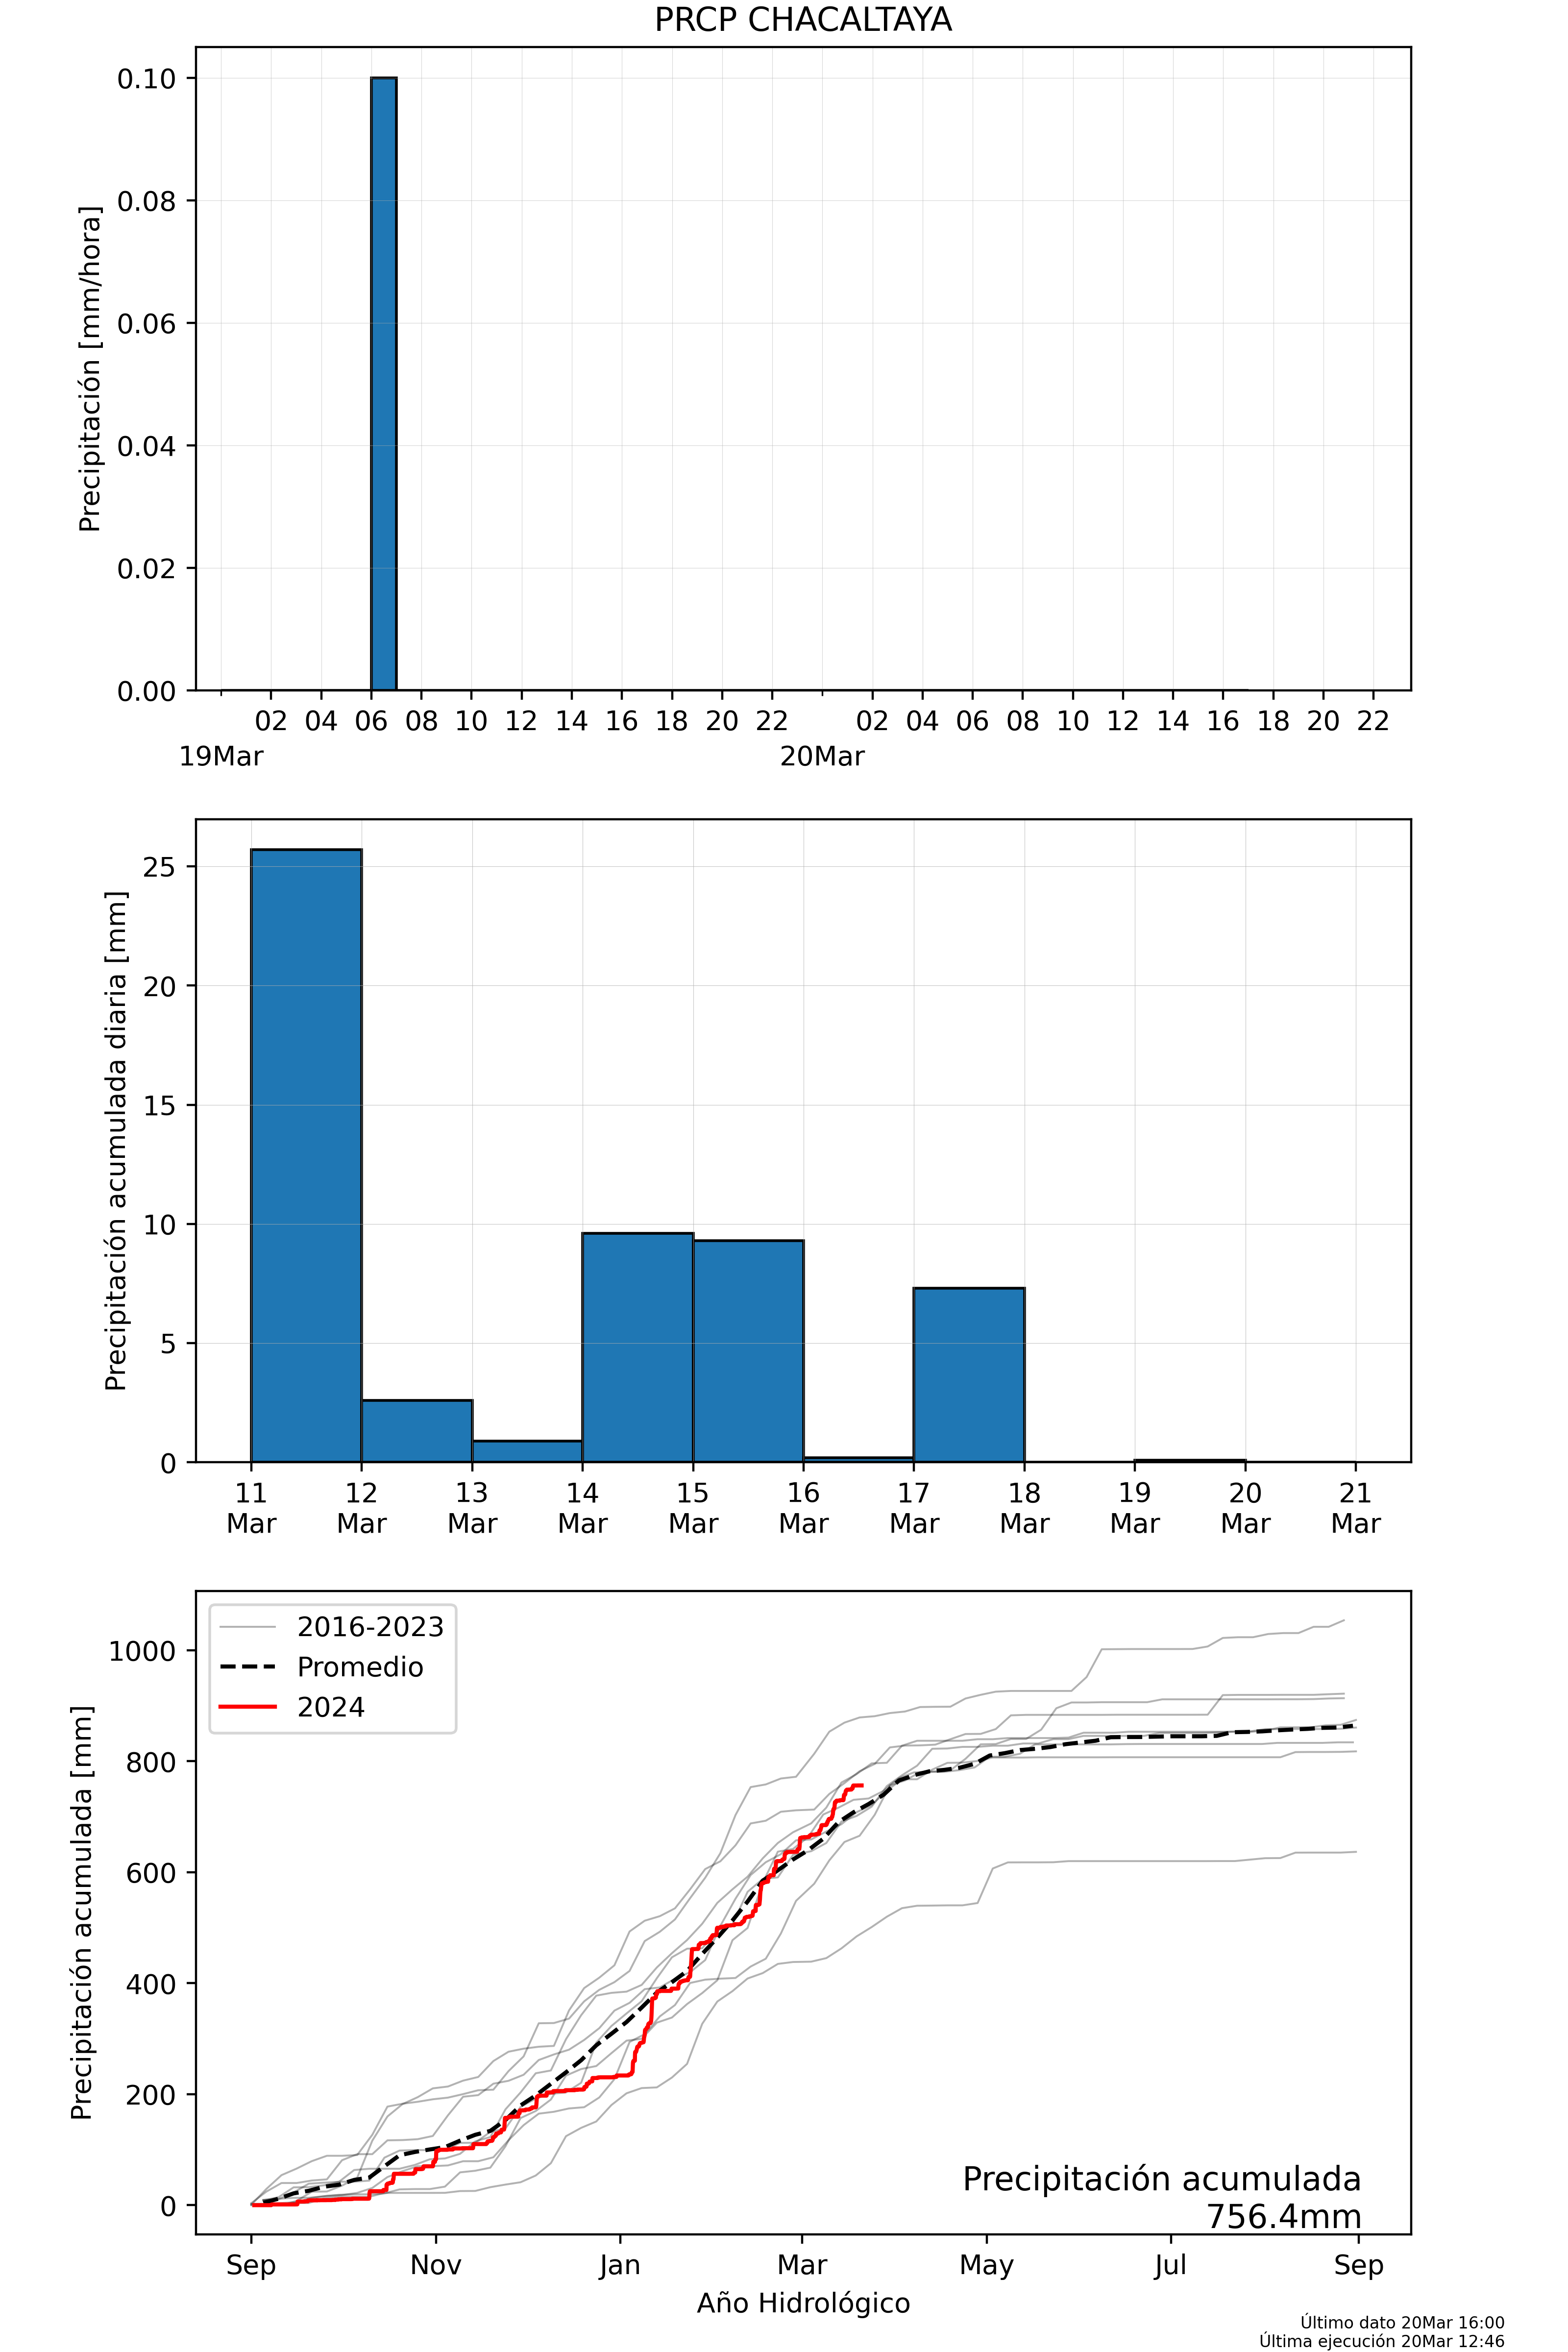 PRCP CHACALTAYA
Precipitación [mm/hora]
0.10
0.08
0.06
0.04
0.02
0.00
02 04 06 08 10 12 14 16 18 20 22 02 04 06 08 10 12 14 16 18 20 22
19Mar 20Mar
Precipitación acumulada diaria [mm]
25
20
15
10
5
0
11 12 13 14 15 16 17 18 19 20 21
Mar Mar Mar Mar Mar Mar Mar Mar Mar Mar Mar
Precipitación acumulada [mm]
1000
800
600
400
200
0
2016-2023
Promedio
2024
Precipitación acumulada
756.4mm
Sep Nov Jan Mar May Jul Sep
Año Hidrológico
Último dato 20Mar 16:00
Última ejecución 20Mar 12:46